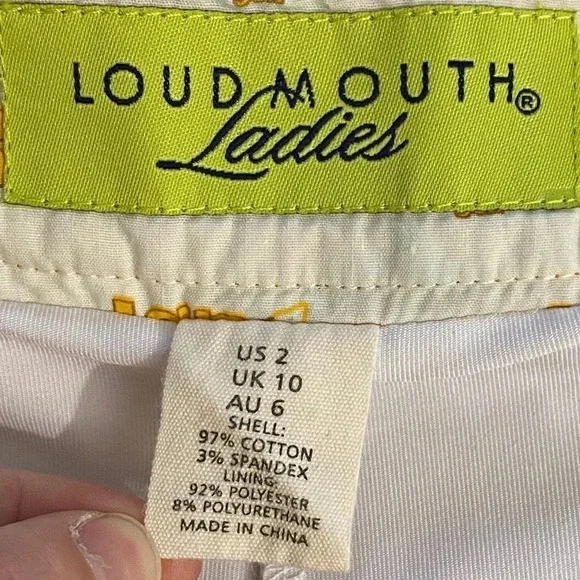 LOUDMOUTH®
Ladies
US 2
UK 10
AU 6
SHELL:
97% COTTON
3% SPANDEX
LINING:
92% POLYESTER
8% POLYURETHANE
MADE IN CHINA